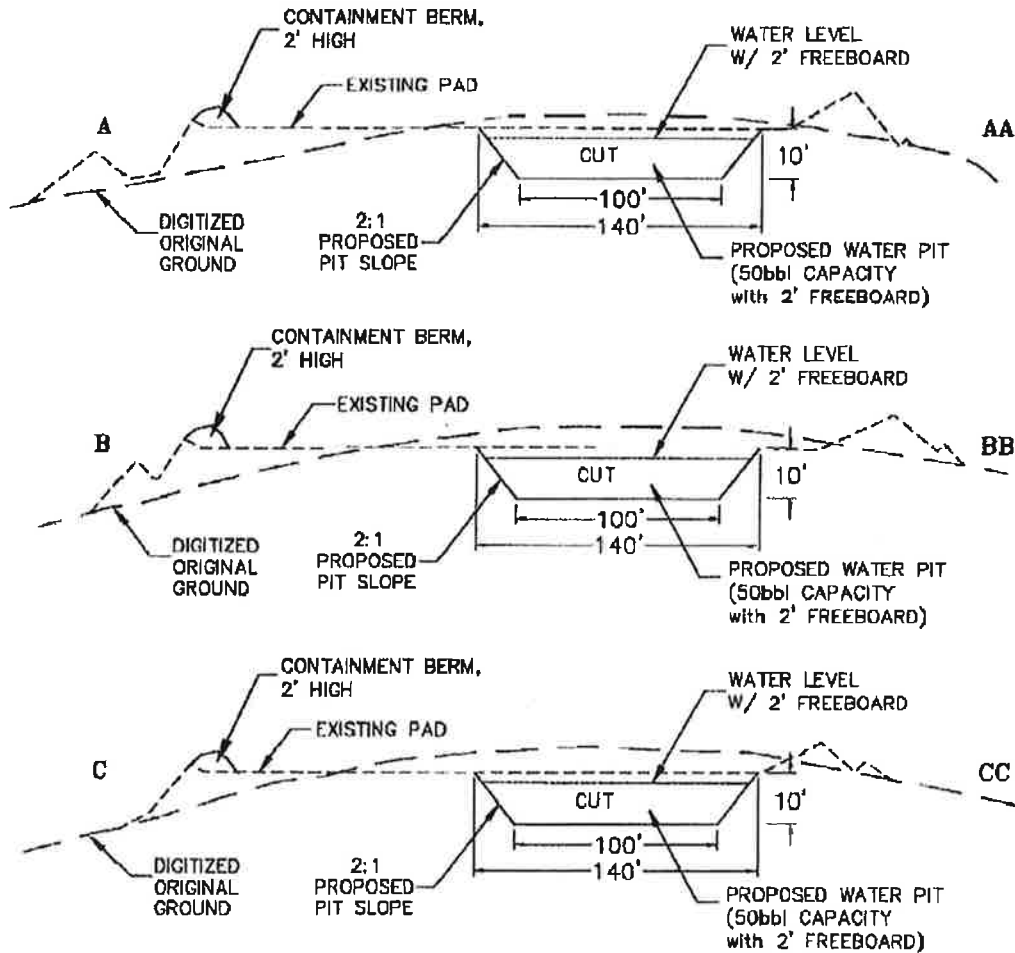 CONTAINMENT BERM,
2' HIGH
WATER LEVEL
W/ 2' FREEBOARD
EXISTING PAD
A
AA
CUT
10'
100'
140'
DIGITIZED
ORIGINAL
GROUND
2:1
PROPOSED
PIT SLOPE
PROPOSED WATER PIT
(50bbl CAPACITY
with 2' FREEBOARD)
CONTAINMENT BERM,
2' HIGH
WATER LEVEL
W/ 2' FREEBOARD
EXISTING PAD
B
BB
CUT
10'
100'
140'
DIGITIZED
ORIGINAL
GROUND
2:1
PROPOSED
PIT SLOPE
PROPOSED WATER PIT
(50bbl CAPACITY
with 2' FREEBOARD)
CONTAINMENT BERM,
2' HIGH
WATER LEVEL
W/ 2' FREEBOARD
EXISTING PAD
C
CC
CUT
10'
100'
140'
DIGITIZED
ORIGINAL
GROUND
2:1
PROPOSED
PIT SLOPE
PROPOSED WATER PIT
(50bbl CAPACITY
with 2' FREEBOARD)